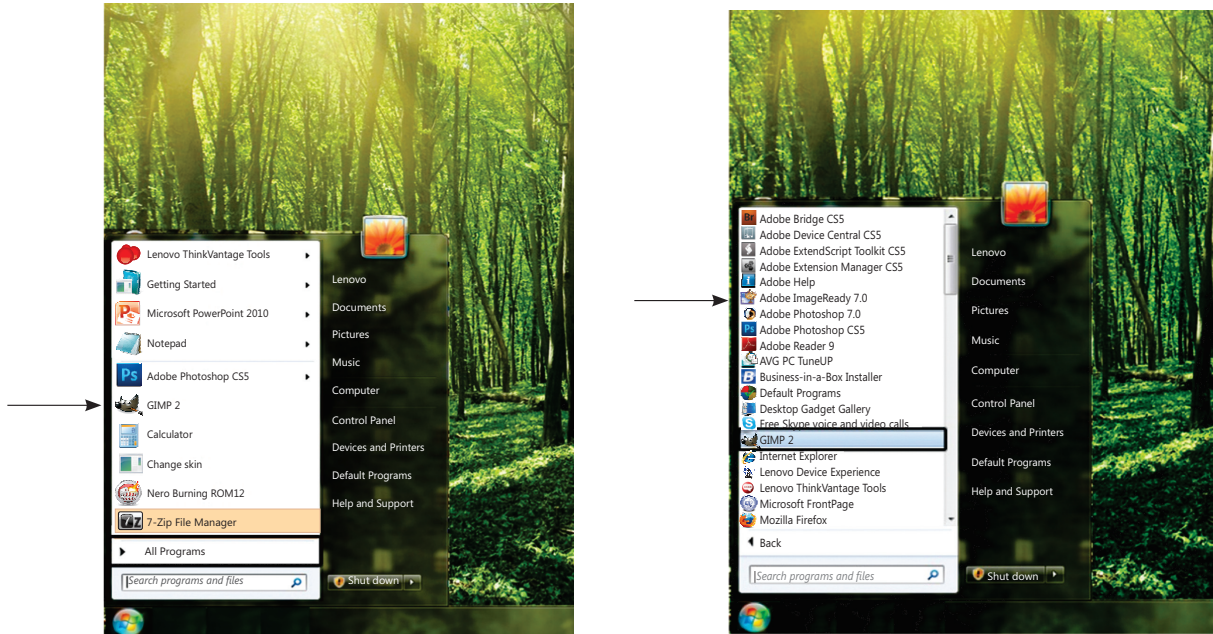 Lenovo ThinkVantage Tools
Getting Started
Microsoft PowerPoint 2010
Notepad
Ps Adobe Photoshop CS5
GIMP 2
Calculator
Change skin
Nero Burning ROM12
7z 7-Zip File Manager
All Programs
Search programs and files
Lenovo
Documents
Pictures
Music
Computer
Control Panel
Devices and Printers
Default Programs
Help and Support
Shut down
Br Adobe Bridge CS5
Adobe Device Central CS5
Adobe ExtendScript Toolkit CS5
Adobe Extension Manager CS5
Adobe Help
Adobe ImageReady 7.0
Adobe Photoshop 7.0
Ps Adobe Photoshop CS5
Adobe Reader 9
AVG PC TuneUP
Business-in-a-Box Installer
Default Programs
Desktop Gadget Gallery
Free Skype voice and video calls
GIMP 2
Internet Explorer
Lenovo Device Experience
Lenovo ThinkVantage Tools
Microsoft FrontPage
Mozilla Firefox
Back
Search programs and files
Lenovo
Documents
Pictures
Music
Computer
Control Panel
Devices and Printers
Default Programs
Help and Support
Shut down